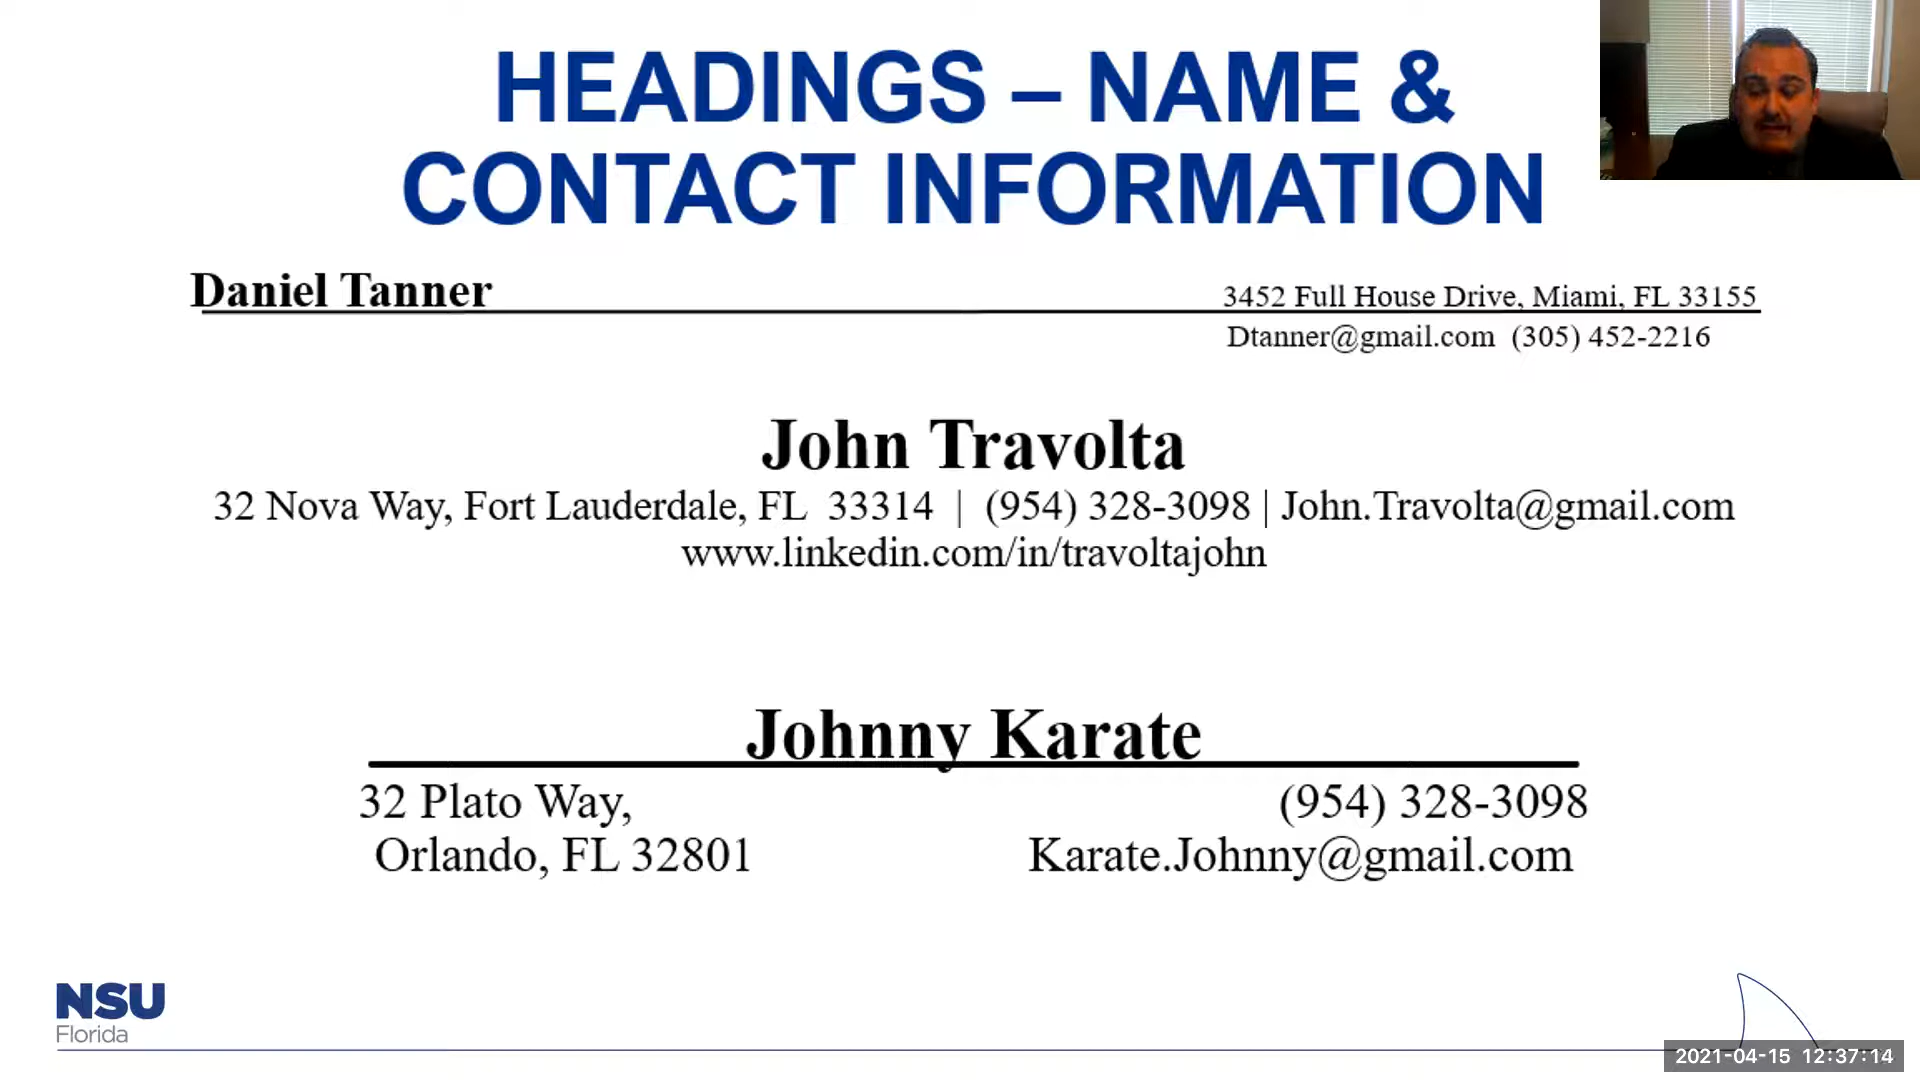 HEADINGS – NAME &
CONTACT INFORMATION
Daniel Tanner 3452 Full House Drive, Miami, FL 33155
Dtanner@gmail.com (305) 452-2216
John Travolta
32 Nova Way, Fort Lauderdale, FL 33314 | (954) 328-3098 | John.Travolta@gmail.com
www.linkedin.com/in/travoltajohn
Johnny Karate
32 Plato Way, (954) 328-3098
Orlando, FL 32801 Karate.Johnny@gmail.com
NSU
Florida
2021-04-15 12:37:14